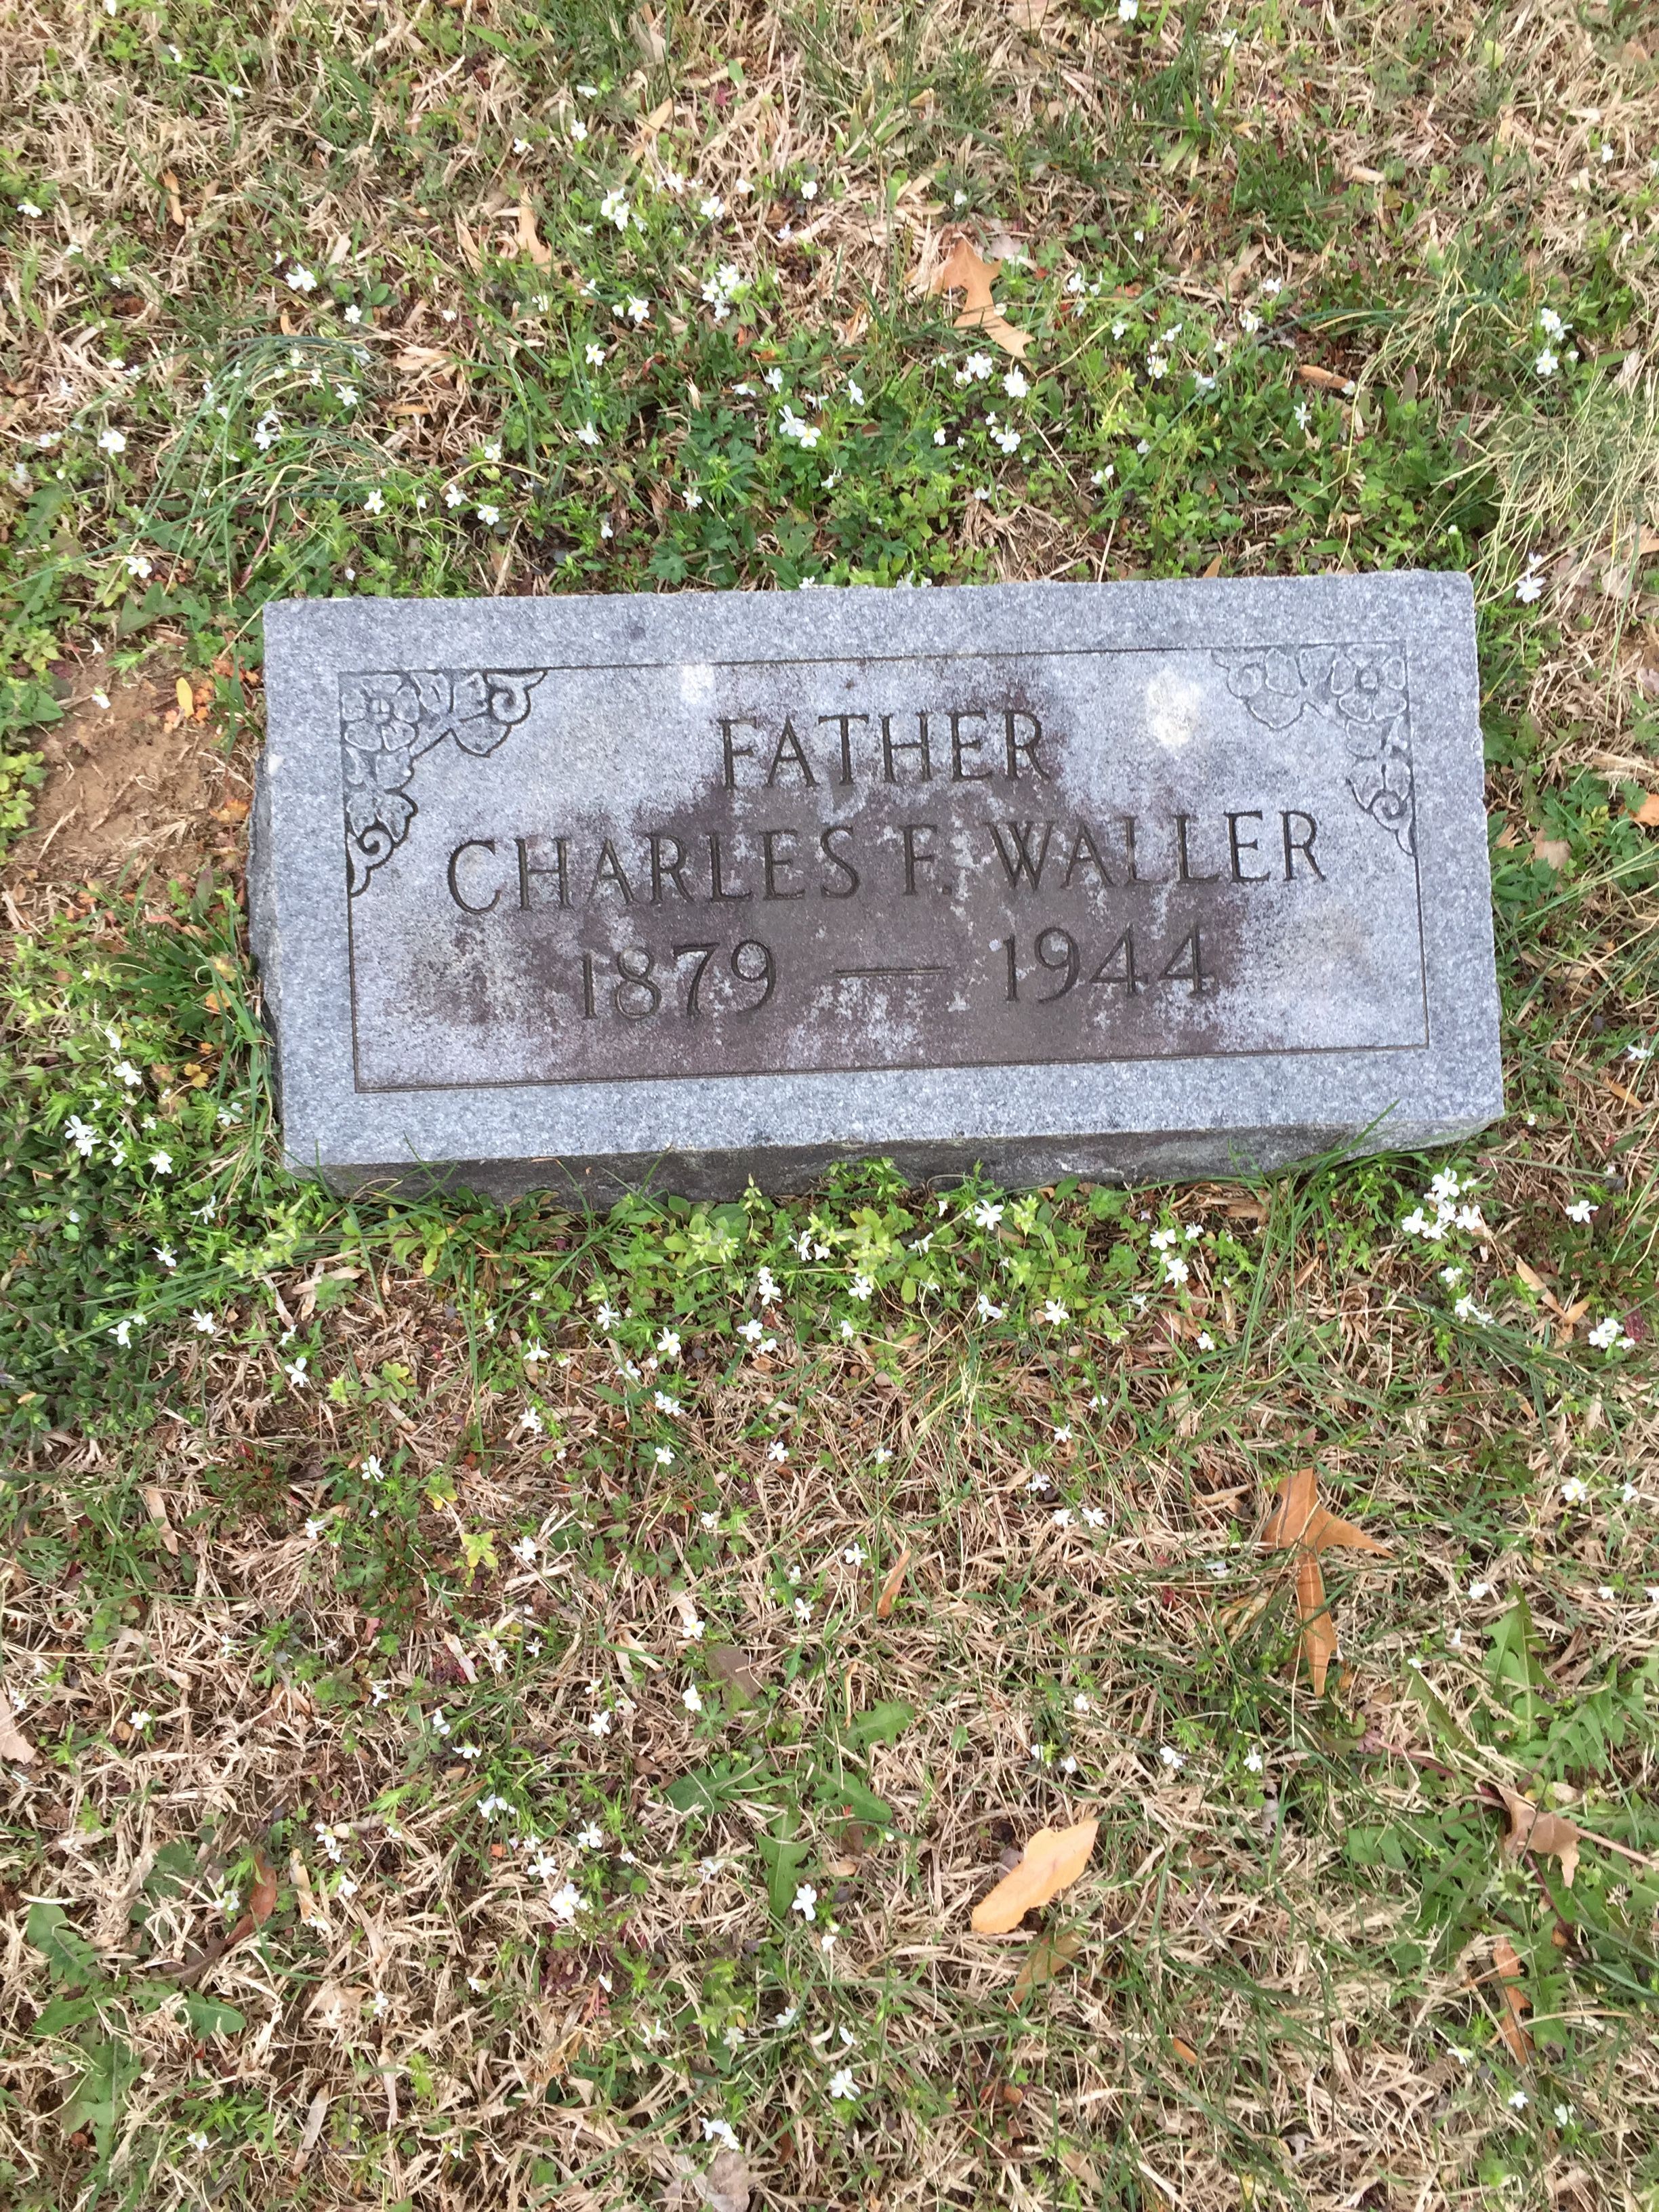 FATHER
CHARLES F. WALLER
1879 — 1944